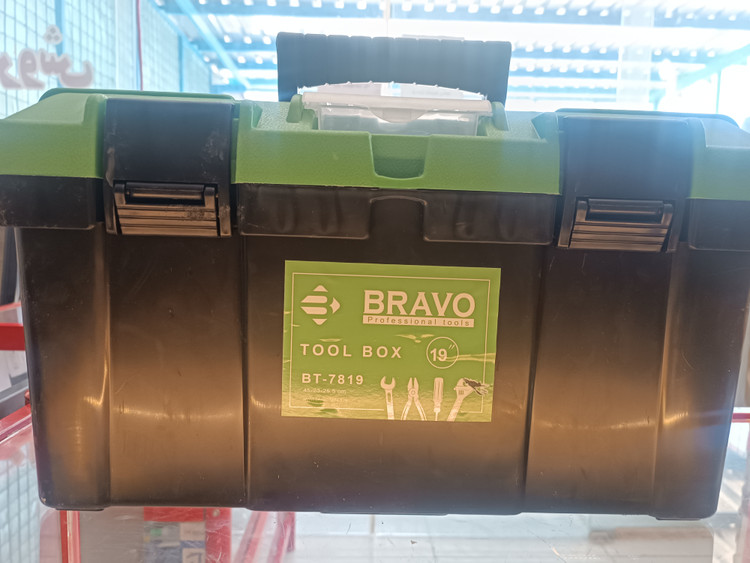 BRAVO
Professional tools
TOOL BOX
19"
BT-7819